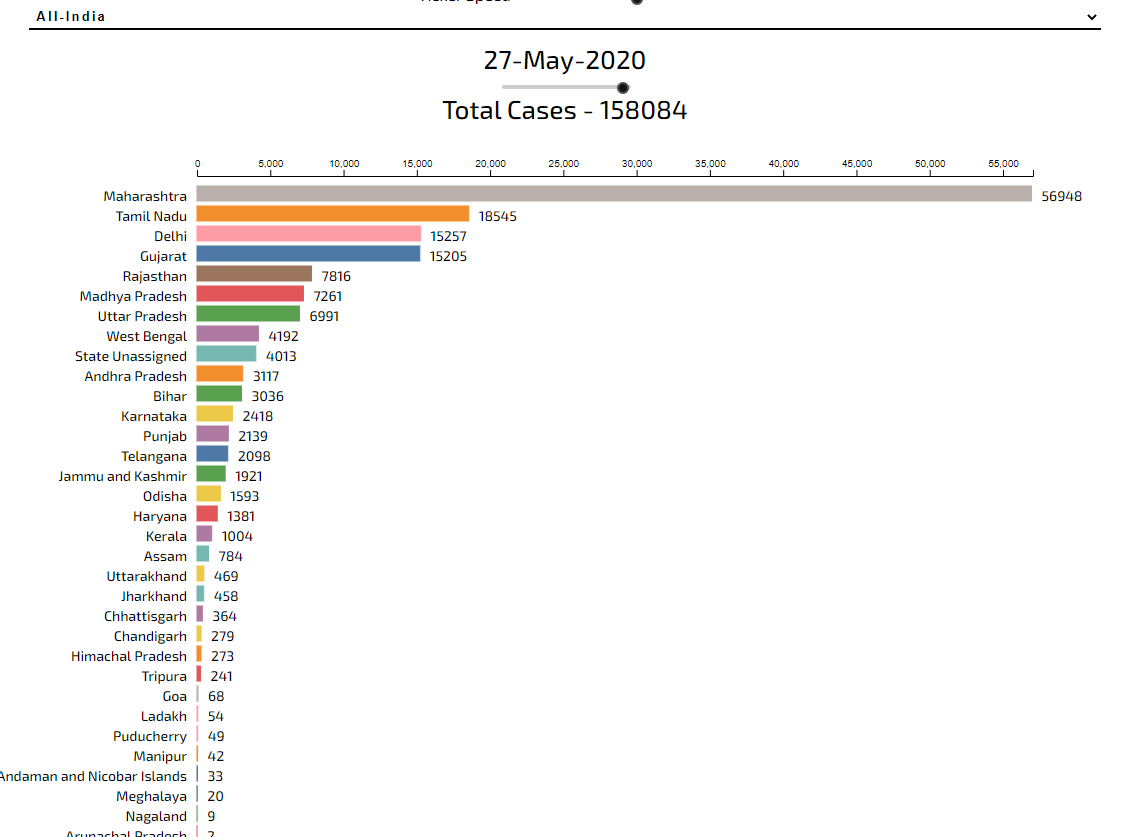 All-India
27-May-2020
Total Cases - 158084
0 5,000 10,000 15,000 20,000 25,000 30,000 35,000 40,000 45,000 50,000 55,000
Maharashtra 56948
Tamil Nadu 18545
Delhi 15257
Gujarat 15205
Rajasthan 7816
Madhya Pradesh 7261
Uttar Pradesh 6991
West Bengal 4192
State Unassigned 4013
Andhra Pradesh 3117
Bihar 3036
Karnataka 2418
Punjab 2139
Telangana 2098
Jammu and Kashmir 1921
Odisha 1593
Haryana 1381
Kerala 1004
Assam 784
Uttarakhand 469
Jharkhand 458
Chhattisgarh 364
Chandigarh 279
Himachal Pradesh 273
Tripura 241
Goa 68
Ladakh 54
Puducherry 49
Manipur 42
Andaman and Nicobar Islands 33
Meghalaya 20
Nagaland 9
Arunachal Pradesh 2